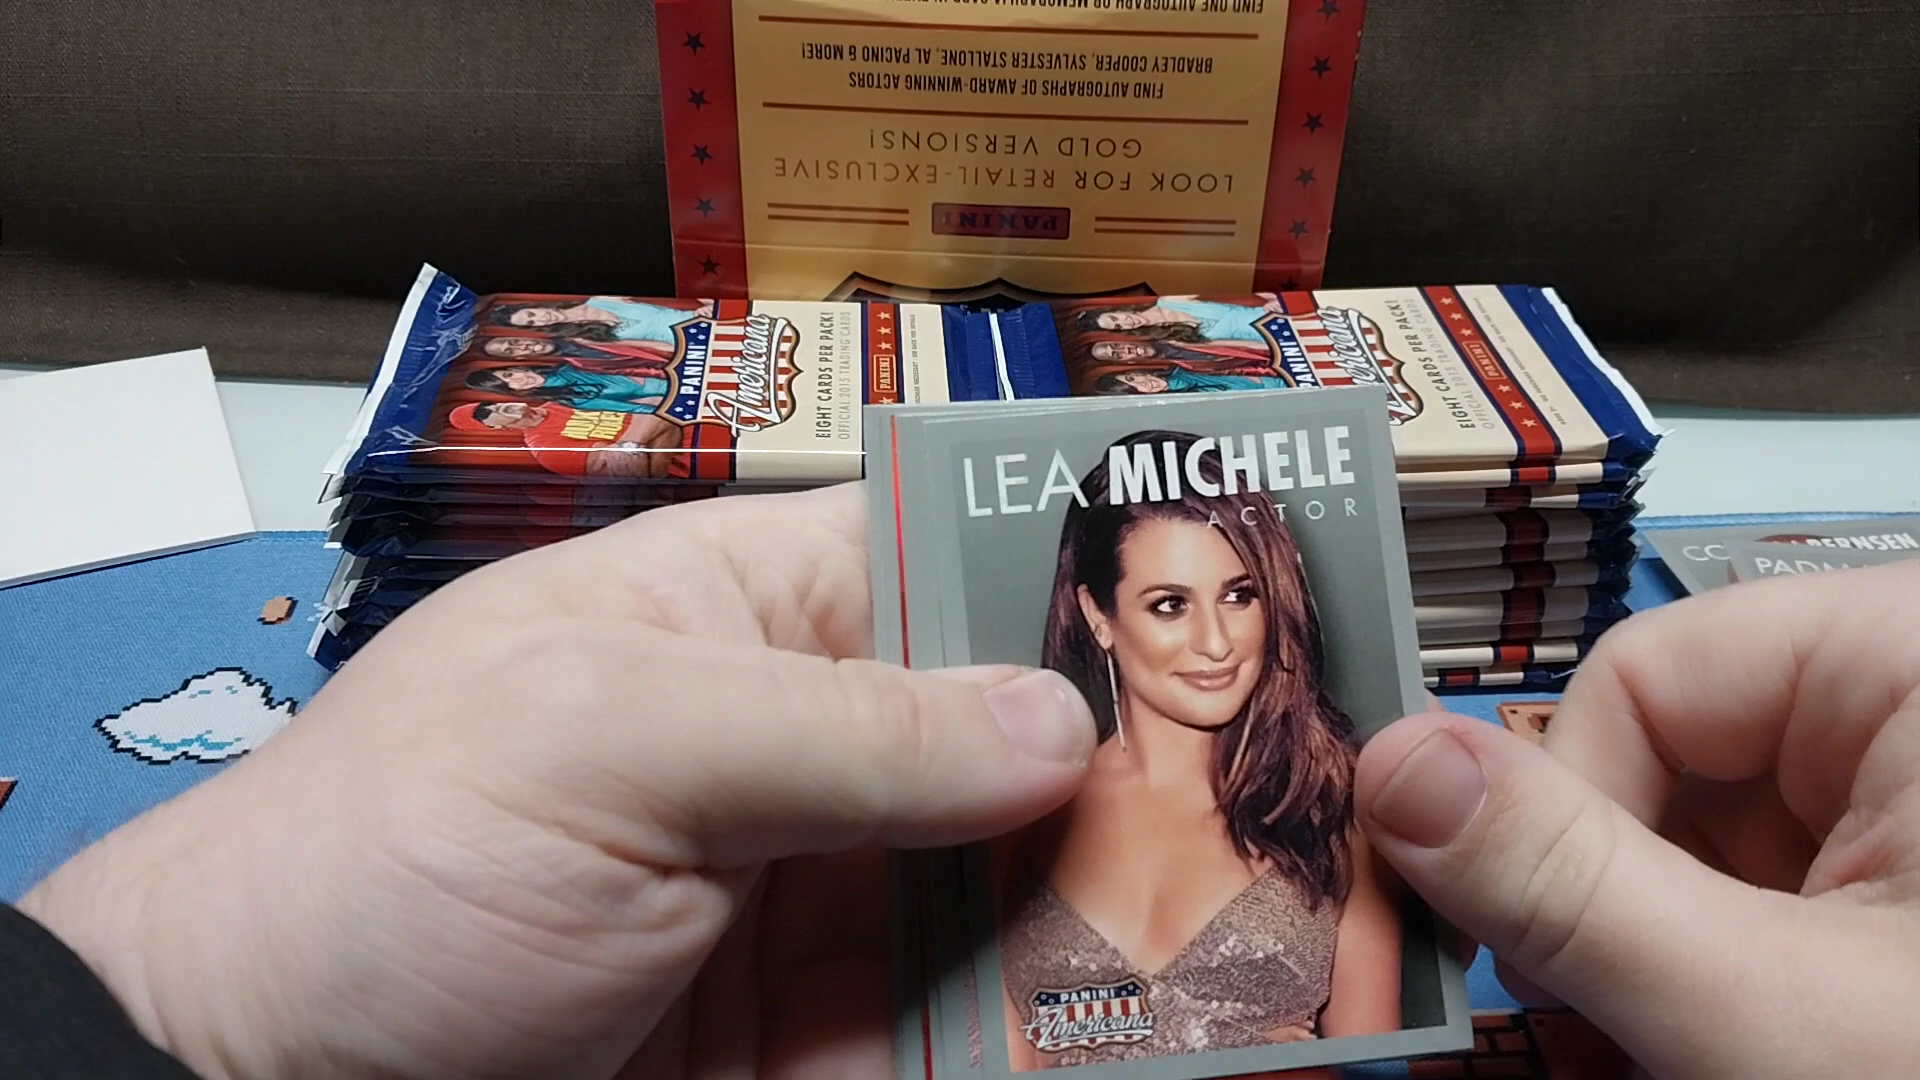 FIND ONE AUTOGRAPH OR MEMORABILIA CARD IN
BRADLEY COOPER, SYLVESTER STALLONE, AL PACINO & MORE!
FIND AUTOGRAPHS OF AWARD-WINNING ACTORS
GOLD VERSIONS!
LOOK FOR RETAIL-EXCLUSIVE
PANINI
PANINI
Americana
EIGHT CARDS PER PACK!
OFFICIAL 2015 TRADING CARDS
PANINI
PANINI
Americana
EIGHT CARDS PER PACK!
OFFICIAL 2015 TRADING CARDS
PANINI
LEA MICHELE
ACTOR
PANINI
Americana
BERNSEN